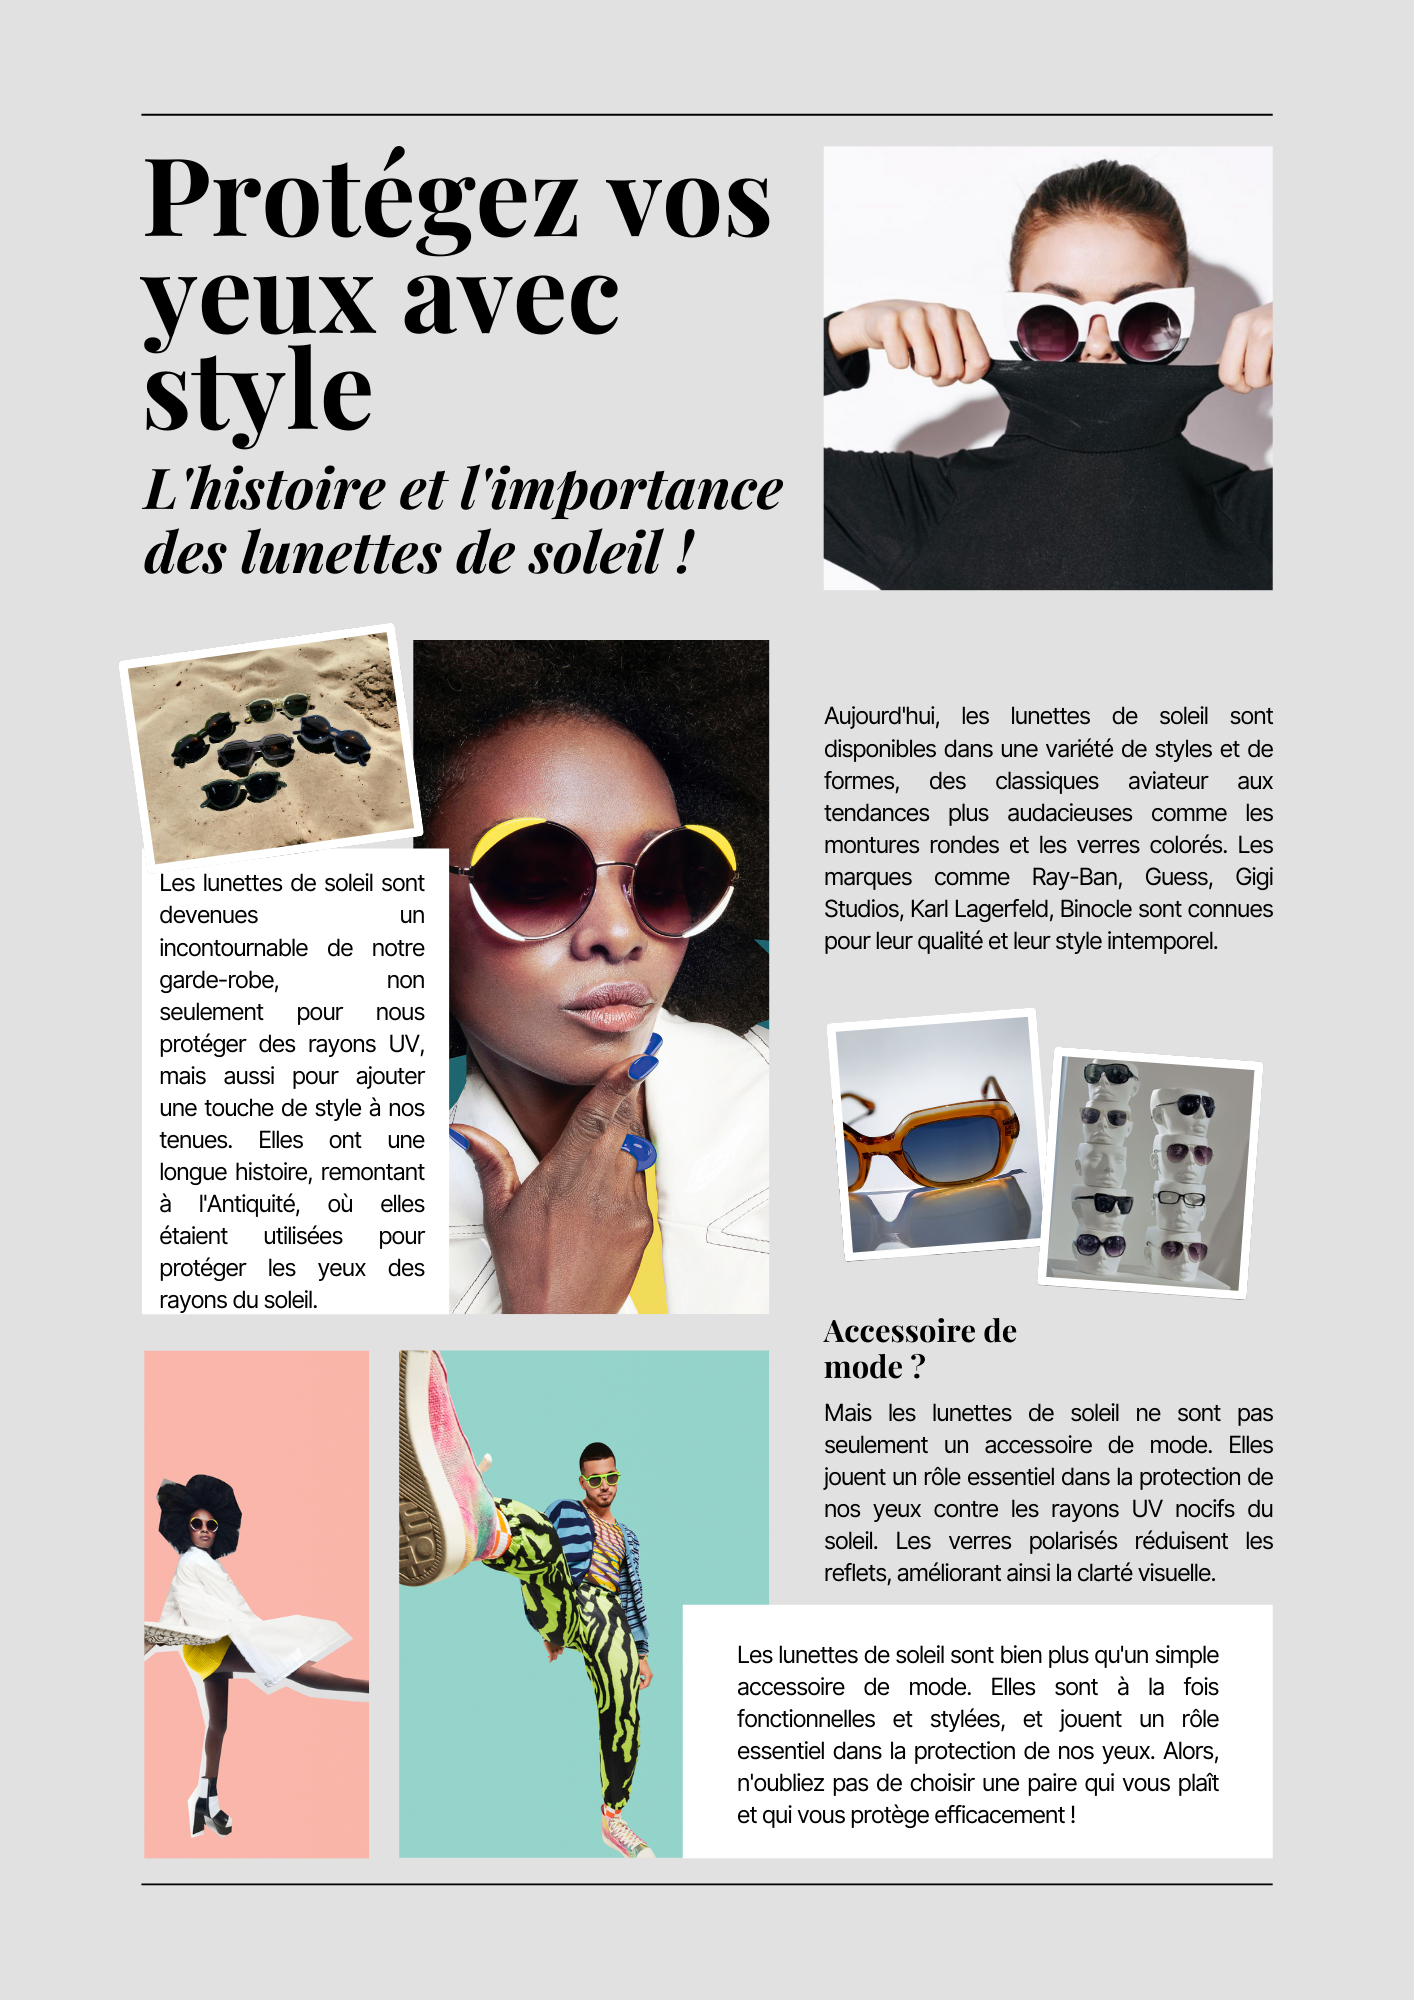 Protégez vos
yeux avec
style
L'histoire et l'importance
des lunettes de soleil !
Les lunettes de soleil sont
devenues un
incontournable de notre
garde-robe, non
seulement pour nous
protéger des rayons UV,
mais aussi pour ajouter
une touche de style à nos
tenues. Elles ont une
longue histoire, remontant
à l'Antiquité, où elles
étaient utilisées pour
protéger les yeux des
rayons du soleil.
Aujourd'hui, les lunettes de soleil sont
disponibles dans une variété de styles et de
formes, des classiques aviateur aux
tendances plus audacieuses comme les
montures rondes et les verres colorés. Les
marques comme Ray-Ban, Guess, Gigi
Studios, Karl Lagerfeld, Binocle sont connues
pour leur qualité et leur style intemporel.
Accessoire de
mode ?
Mais les lunettes de soleil ne sont pas
seulement un accessoire de mode. Elles
jouent un rôle essentiel dans la protection de
nos yeux contre les rayons UV nocifs du
soleil. Les verres polarisés réduisent les
reflets, améliorant ainsi la clarté visuelle.
Les lunettes de soleil sont bien plus qu'un simple
accessoire de mode. Elles sont à la fois
fonctionnelles et stylées, et jouent un rôle
essentiel dans la protection de nos yeux. Alors,
n'oubliez pas de choisir une paire qui vous plaît
et qui vous protège efficacement !